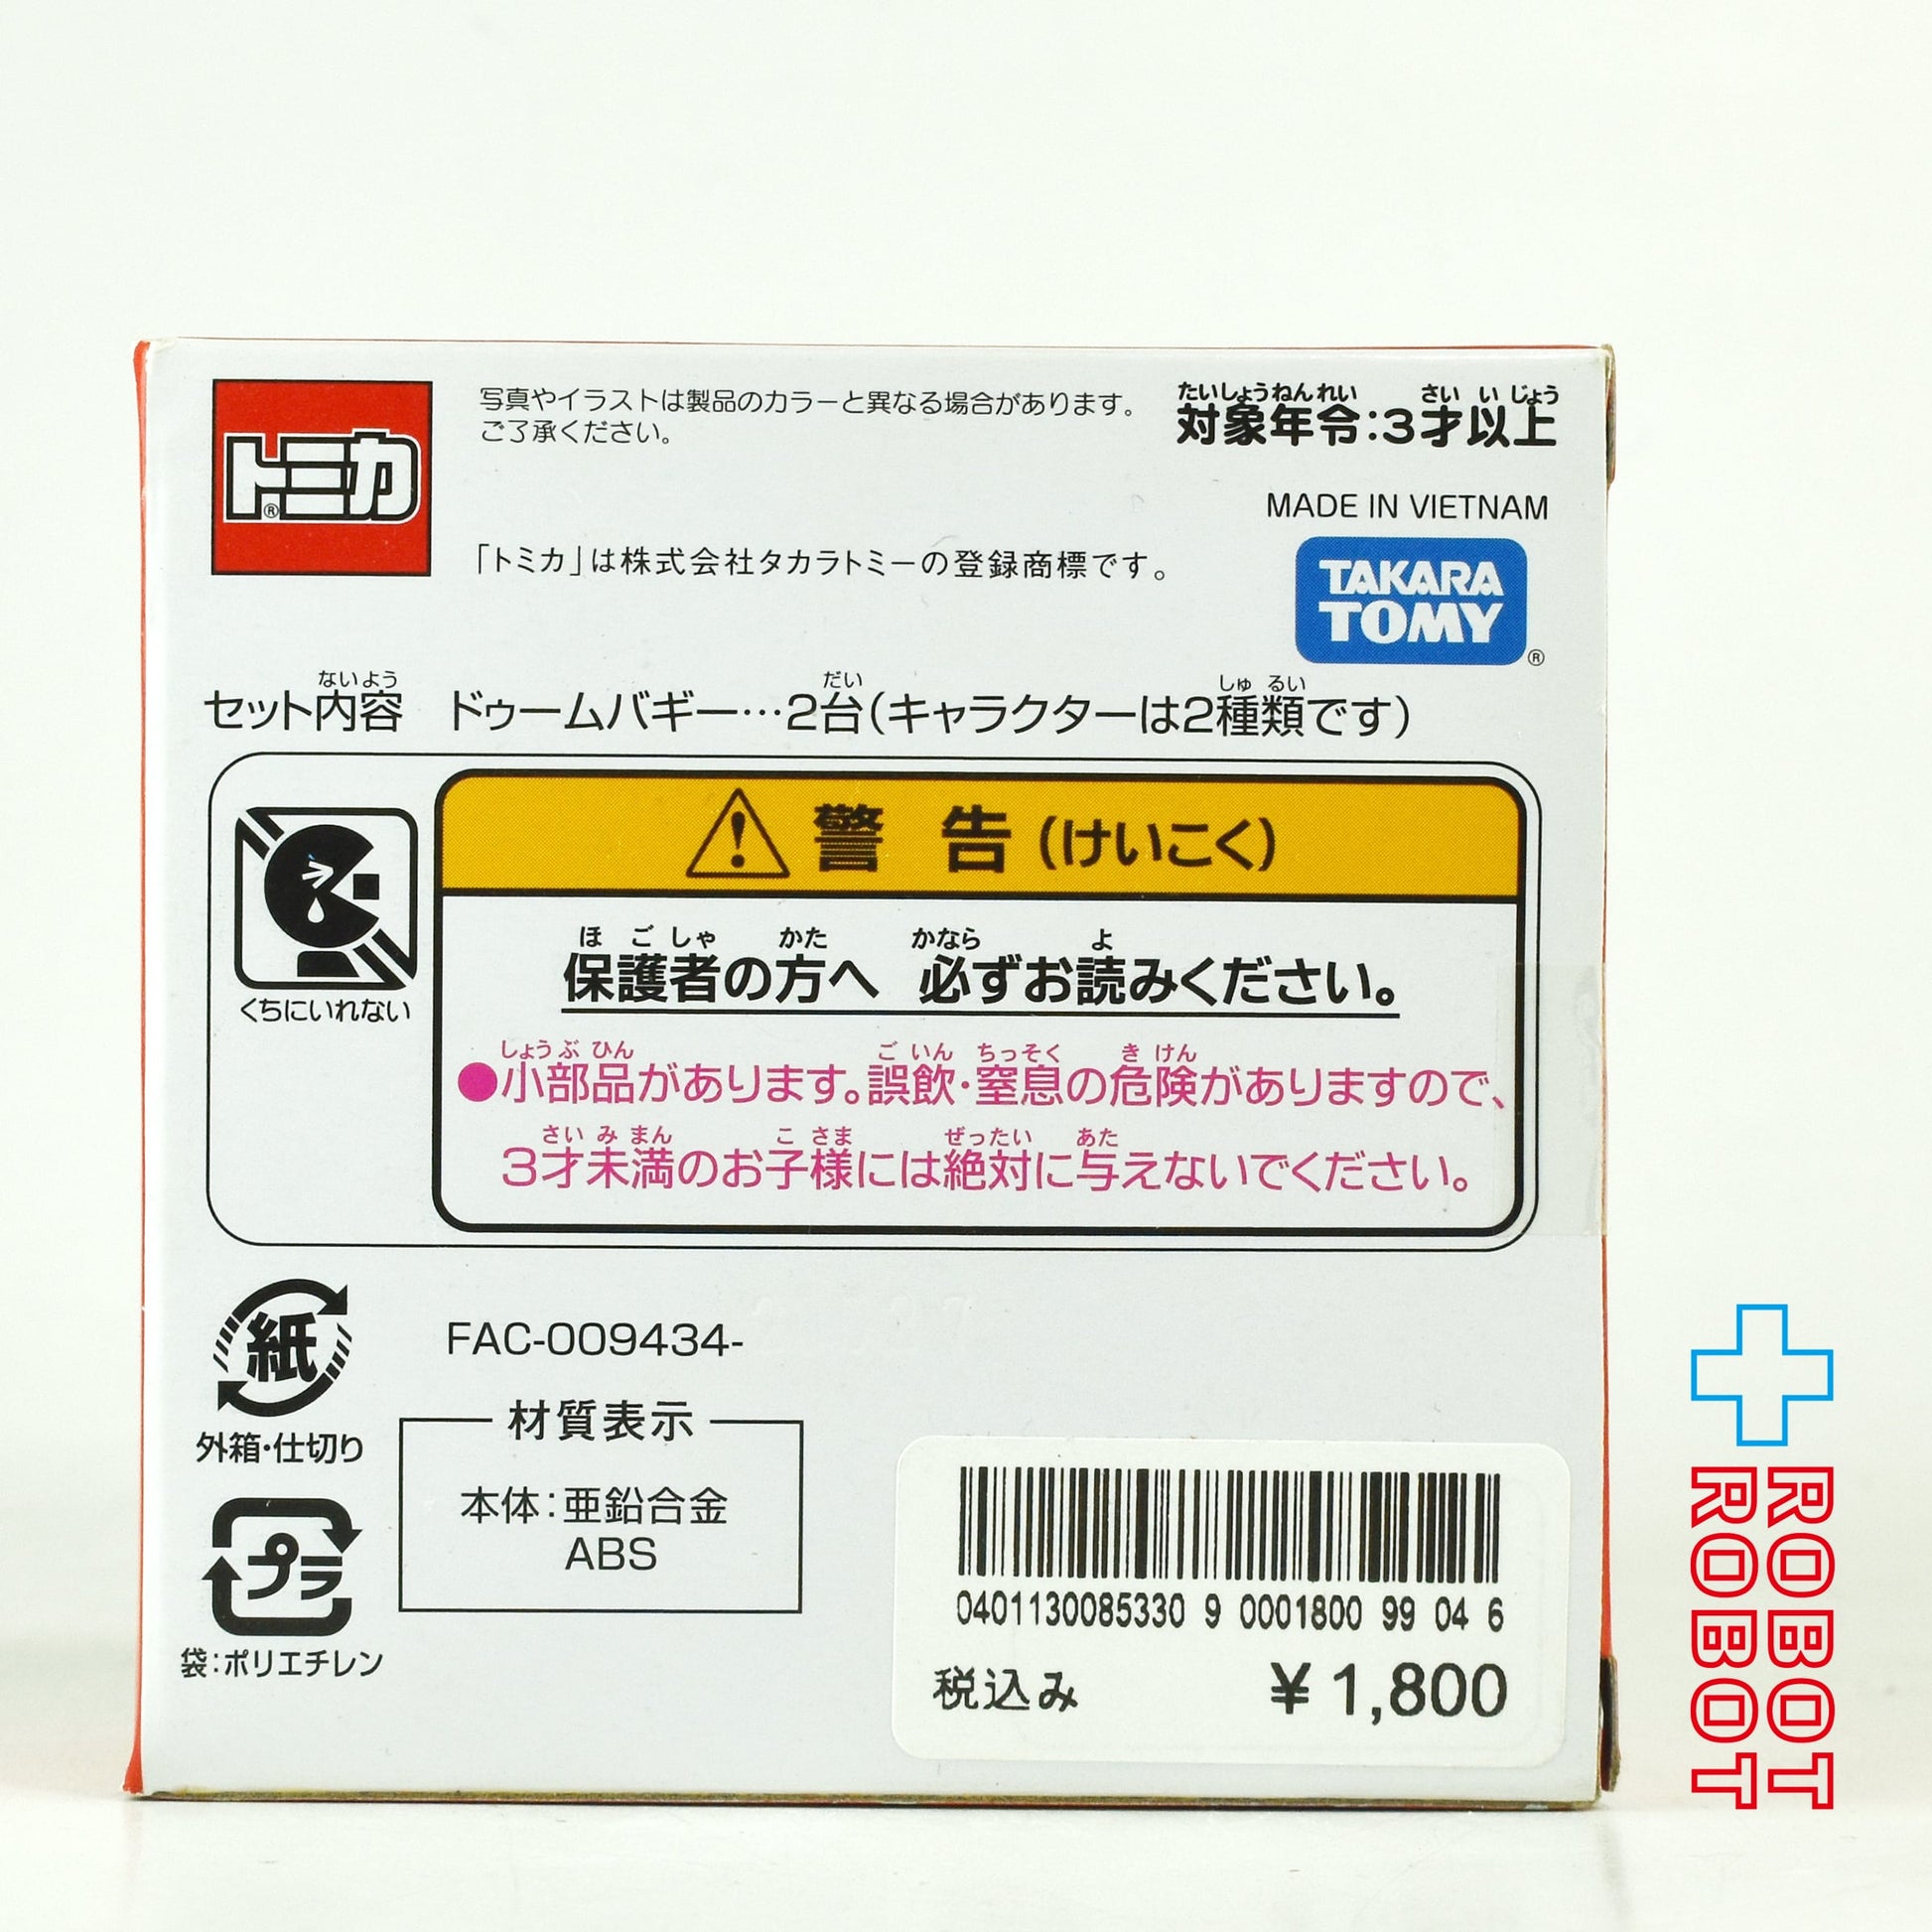 トミカ®
写真やイラストは製品のカラーと異なる場合があります。
ご了承ください。
たいしょうねんれい さい い じょう
対象年令:3才以上
MADE IN VIETNAM
「トミカ」は株式会社タカラトミーの登録商標です。
TAKARA
TOMY®
ないよう だい しゅ るい
セット内容 ドゥームバギー…2台(キャラクターは2種類です)
くちにいれない
警 告(けいこく)
ほ ご しゃ かた かなら よ
保護者の方へ 必ずお読みください。
しょう ぶ ひん ご いん ちっそく き けん
●小部品があります。誤飲・窒息の危険がありますので、
さい み まん こ さま ぜったい あた
3才未満のお子様には絶対に与えないでください。
紙
外箱・仕切り
プラ
袋:ポリエチレン
FAC-009434-
材質表示
本体:亜鉛合金
ABS
0401130085330 9 0001800 99 04 6
税込み ¥1,800
ROBOT
ROBOT